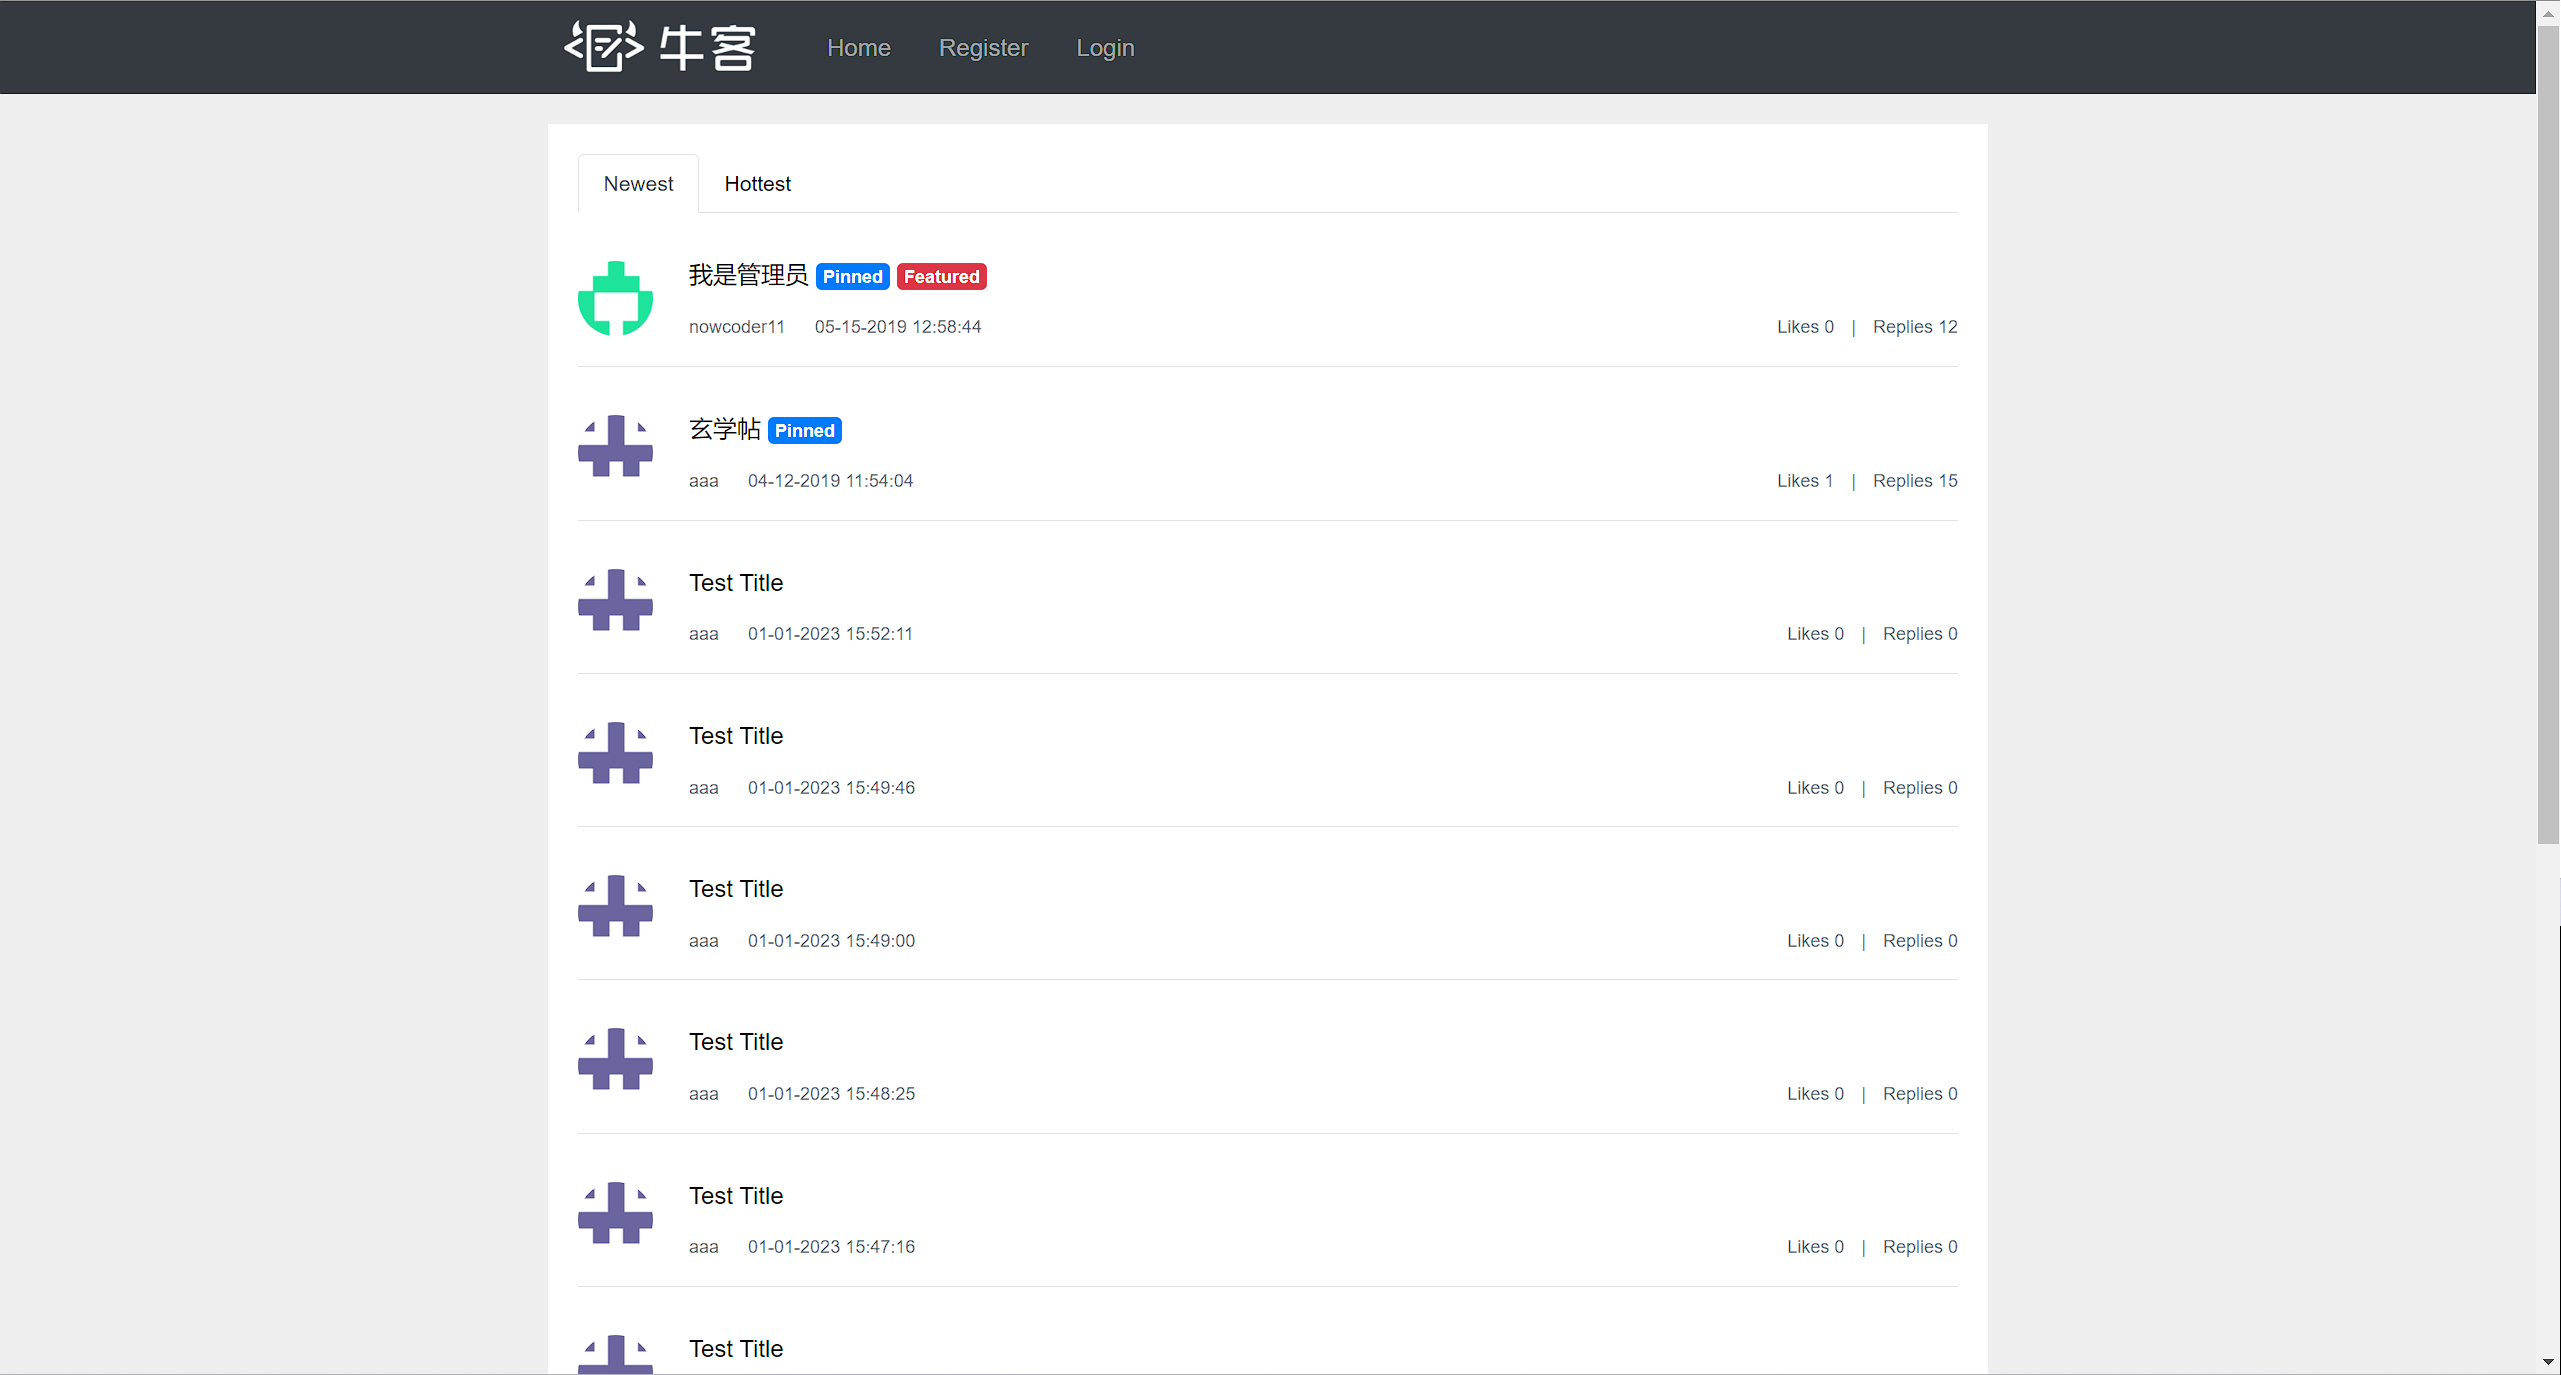 牛客 Home Register Login
Newest Hottest
我是管理员 Pinned Featured
nowcoder11 05-15-2019 12:58:44 Likes 0 | Replies 12
玄学帖 Pinned
aaa 04-12-2019 11:54:04 Likes 1 | Replies 15
Test Title
aaa 01-01-2023 15:52:11 Likes 0 | Replies 0
Test Title
aaa 01-01-2023 15:49:46 Likes 0 | Replies 0
Test Title
aaa 01-01-2023 15:49:00 Likes 0 | Replies 0
Test Title
aaa 01-01-2023 15:48:25 Likes 0 | Replies 0
Test Title
aaa 01-01-2023 15:47:16 Likes 0 | Replies 0
Test Title